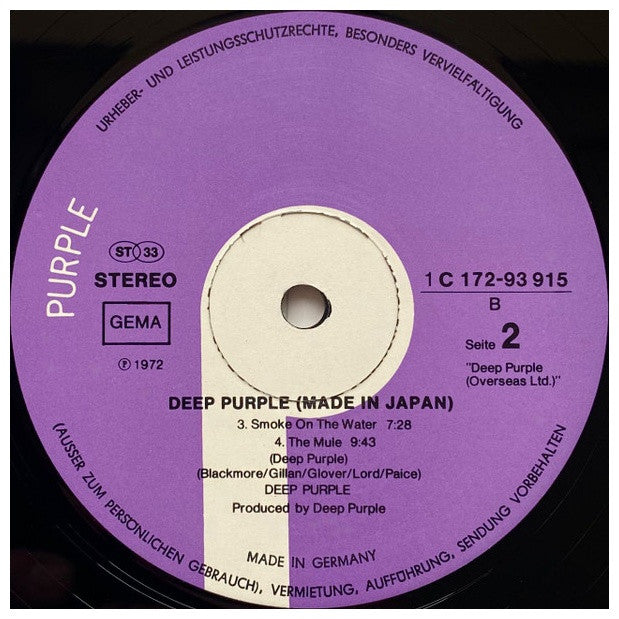 URHEBER- UND LEISTUNGSSCHUTZRECHTE, BESONDERS VERVIELFÄLTIGUNG
PURPLE
ST 33
STEREO
GEMA
Ⓟ 1972
1 C 172-93 915
B
Seite 2
"Deep Purple
(Overseas Ltd.)"
DEEP PURPLE (MADE IN JAPAN)
3. Smoke On The Water 7:28
4. The Mule 9:43
(Deep Purple)
(Blackmore/Gillan/Glover/Lord/Paice)
DEEP PURPLE
Produced by Deep Purple
MADE IN GERMANY
(AUSSER ZUM PERSÖNLICHEN GEBRAUCH), VERMIETUNG, AUFFÜHRUNG, SENDUNG VORBEHALTEN